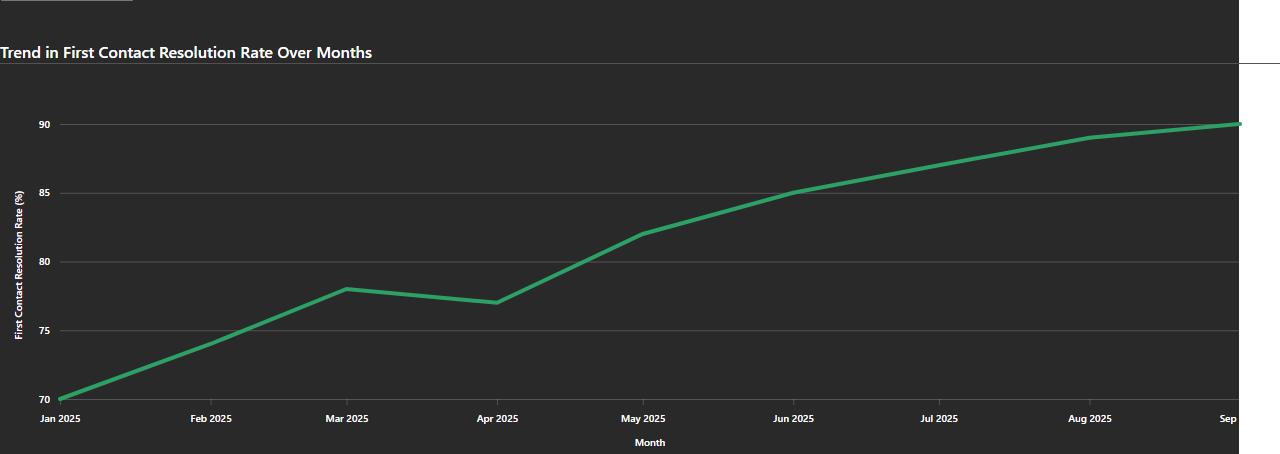 Trend in First Contact Resolution Rate Over Months
90
85
80
75
70
First Contact Resolution Rate (%)
Jan 2025 Feb 2025 Mar 2025 Apr 2025 May 2025 Jun 2025 Jul 2025 Aug 2025 Sep
Month